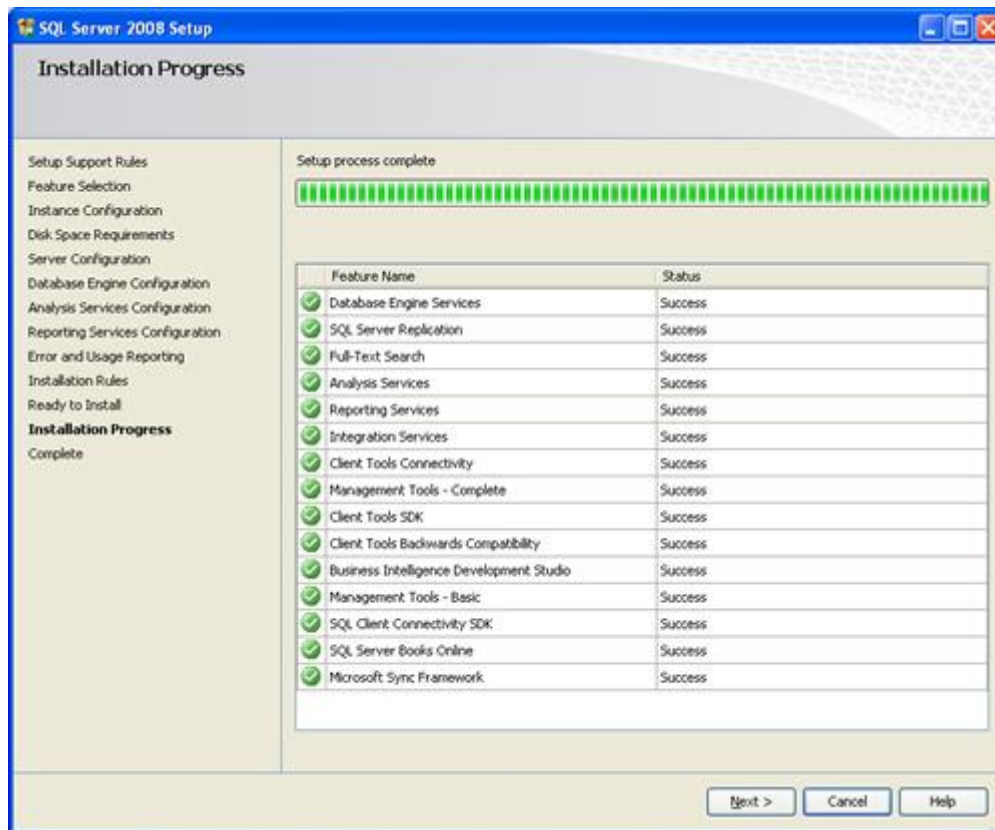 SQL Server 2008 Setup
Installation Progress
Setup Support Rules
Feature Selection
Instance Configuration
Disk Space Requirements
Server Configuration
Database Engine Configuration
Analysis Services Configuration
Reporting Services Configuration
Error and Usage Reporting
Installation Rules
Ready to Install
Installation Progress
Complete
Setup process complete
Feature Name Status
Database Engine Services Success
SQL Server Replication Success
Full-Text Search Success
Analysis Services Success
Reporting Services Success
Integration Services Success
Client Tools Connectivity Success
Management Tools - Complete Success
Client Tools SDK Success
Client Tools Backwards Compatibility Success
Business Intelligence Development Studio Success
Management Tools - Basic Success
SQL Client Connectivity SDK Success
SQL Server Books Online Success
Microsoft Sync Framework Success
Next > Cancel Help